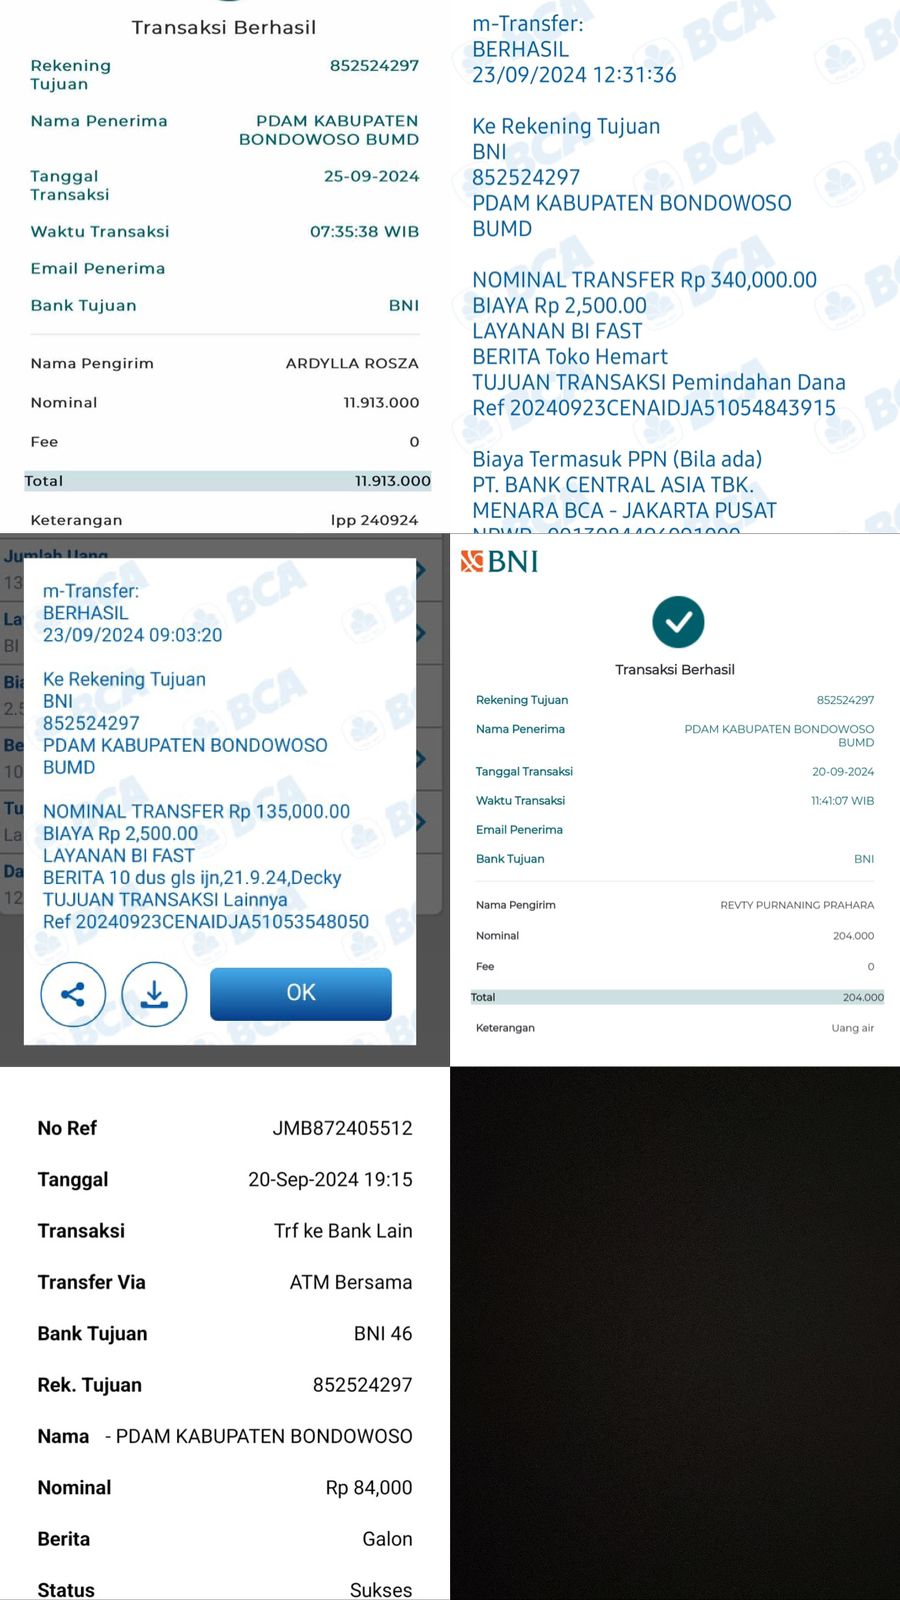 Transaksi Berhasil
Rekening Tujuan 852524297
Nama Penerima PDAM KABUPATEN BONDOWOSO BUMD
Tanggal Transaksi 25-09-2024
Waktu Transaksi 07:35:38 WIB
Email Penerima
Bank Tujuan BNI
Nama Pengirim ARDYLLA ROSZA
Nominal 11.913.000
Fee 0
Total 11.913.000
Keterangan lpp 240924
m-Transfer:
BERHASIL
23/09/2024 12:31:36
Ke Rekening Tujuan
BNI
852524297
PDAM KABUPATEN BONDOWOSO
BUMD
NOMINAL TRANSFER Rp 340,000.00
BIAYA Rp 2,500.00
LAYANAN BI FAST
BERITA Toko Hemart
TUJUAN TRANSAKSI Pemindahan Dana
Ref 20240923CENAIDJA51054843915
Biaya Termasuk PPN (Bila ada)
PT. BANK CENTRAL ASIA TBK.
MENARA BCA - JAKARTA PUSAT
BCA
Jumlah Uang
13
La
BI
Bia
2.5
Be
10
Tu
La
Da
12
m-Transfer:
BERHASIL
23/09/2024 09:03:20
Ke Rekening Tujuan
BNI
852524297
PDAM KABUPATEN BONDOWOSO
BUMD
NOMINAL TRANSFER Rp 135,000.00
BIAYA Rp 2,500.00
LAYANAN BI FAST
BERITA 10 dus gls ijn,21.9.24,Decky
TUJUAN TRANSAKSI Lainnya
Ref 20240923CENAIDJA51053548050
OK
BCA
BNI
Transaksi Berhasil
Rekening Tujuan 852524297
Nama Penerima PDAM KABUPATEN BONDOWOSO
BUMD
Tanggal Transaksi 20-09-2024
Waktu Transaksi 11:41:07 WIB
Email Penerima
Bank Tujuan BNI
Nama Pengirim REVTY PURNANING PRAHARA
Nominal 204.000
Fee 0
Total 204.000
Keterangan Uang air
No Ref JMB872405512
Tanggal 20-Sep-2024 19:15
Transaksi Trf ke Bank Lain
Transfer Via ATM Bersama
Bank Tujuan BNI 46
Rek. Tujuan 852524297
Nama - PDAM KABUPATEN BONDOWOSO
Nominal Rp 84,000
Berita Galon
Status Sukses